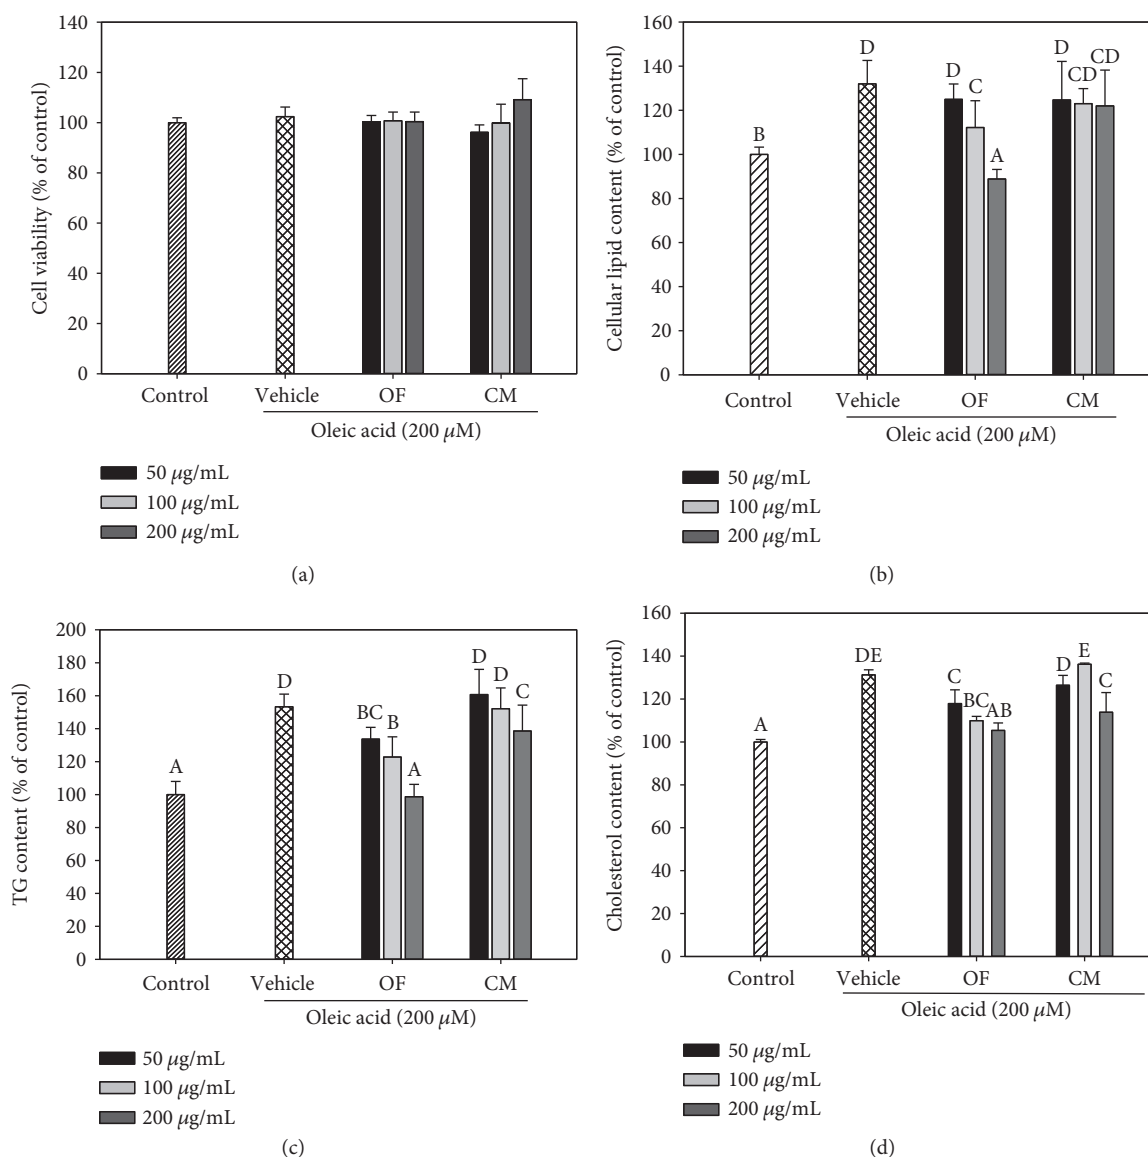 Cell viability (% of control)
140
120
100
80
60
40
20
0
Control
Vehicle
OF
CM
Oleic acid (200 μM)
50 μg/mL
100 μg/mL
200 μg/mL
(a)
Cellular lipid content (% of control)
160
140
120
100
80
60
40
20
0
B
D
D
C
A
D
CD
CD
Control
Vehicle
OF
CM
Oleic acid (200 μM)
50 μg/mL
100 μg/mL
200 μg/mL
(b)
TG content (% of control)
200
180
160
140
120
100
80
60
40
20
0
A
D
BC
B
A
D
D
C
Control
Vehicle
OF
CM
Oleic acid (200 μM)
50 μg/mL
100 μg/mL
200 μg/mL
(c)
Cholesterol content (% of control)
160
140
120
100
80
60
40
20
0
A
DE
C
BC
AB
D
E
C
Control
Vehicle
OF
CM
Oleic acid (200 μM)
50 μg/mL
100 μg/mL
200 μg/mL
(d)